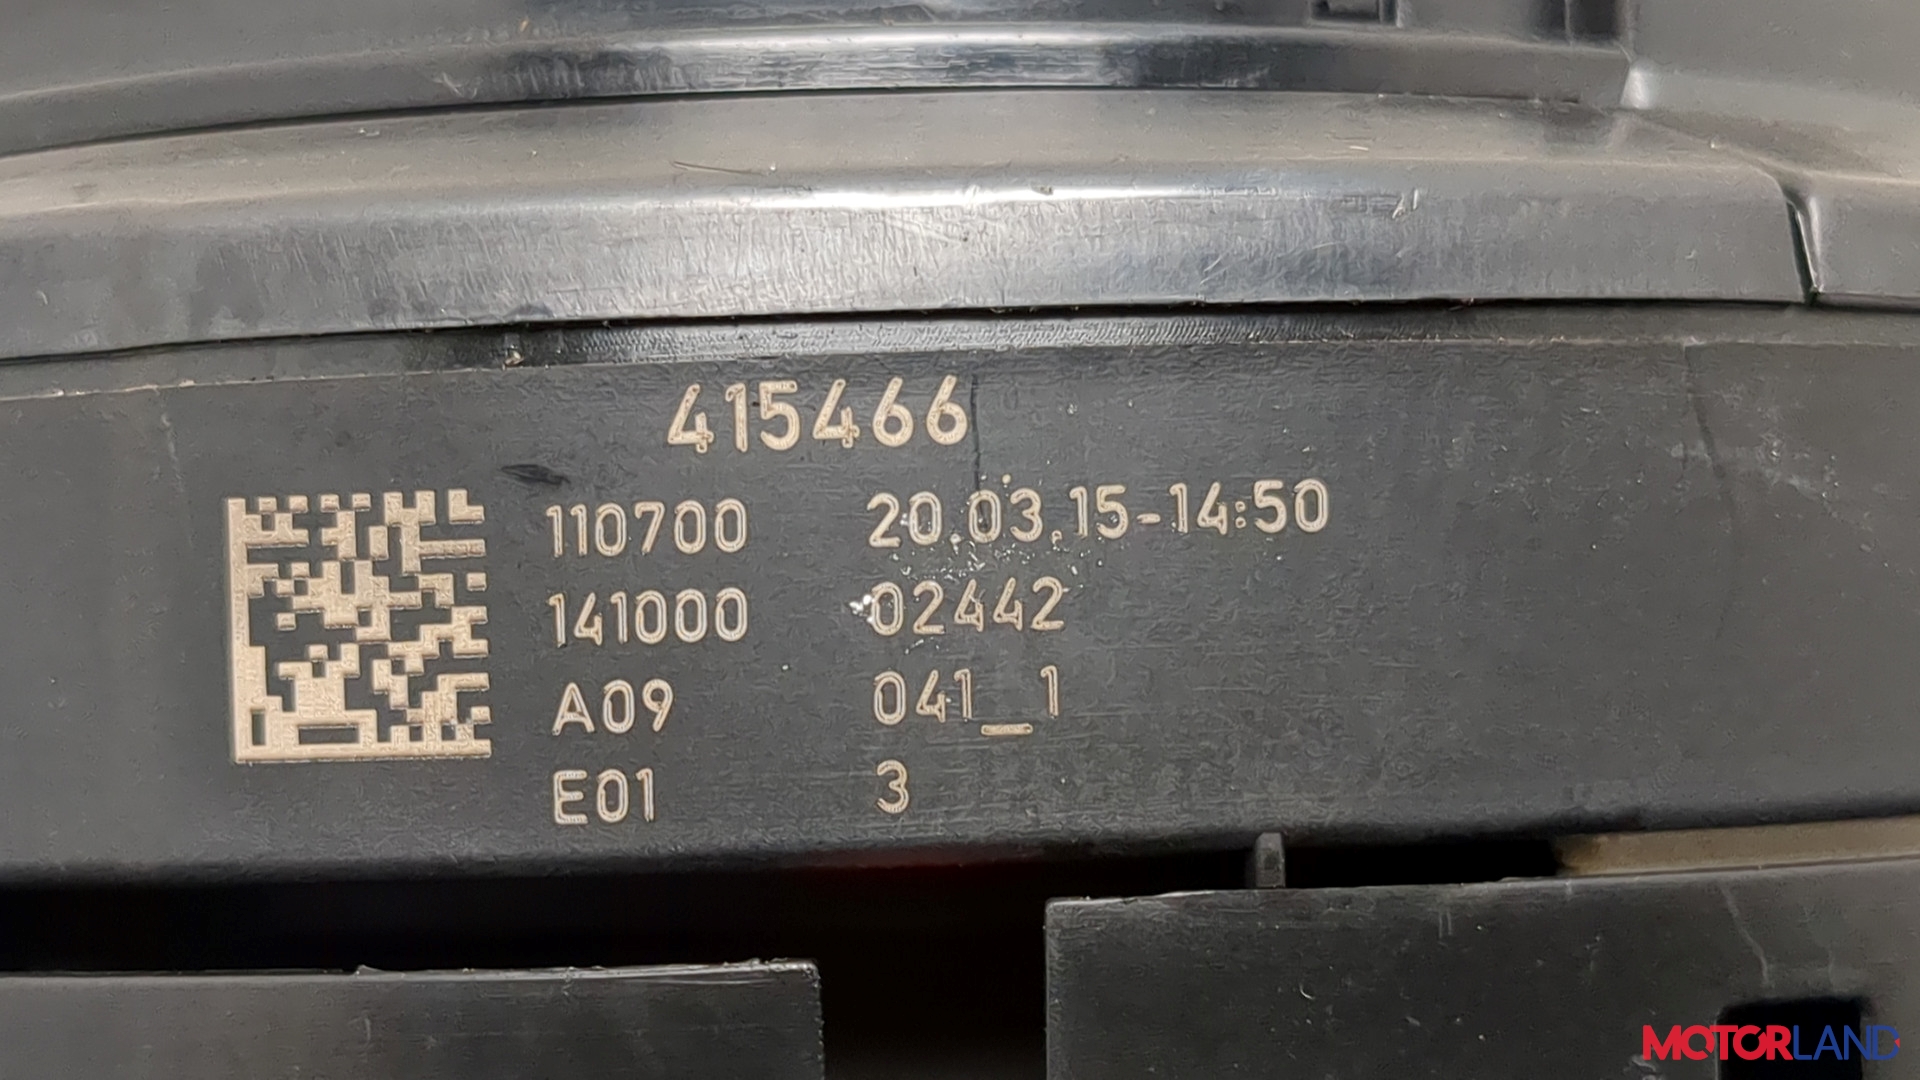 415466
110700 20.03.15-14:50
141000 02442
A09 041_1
E01 3
MOTORLAND